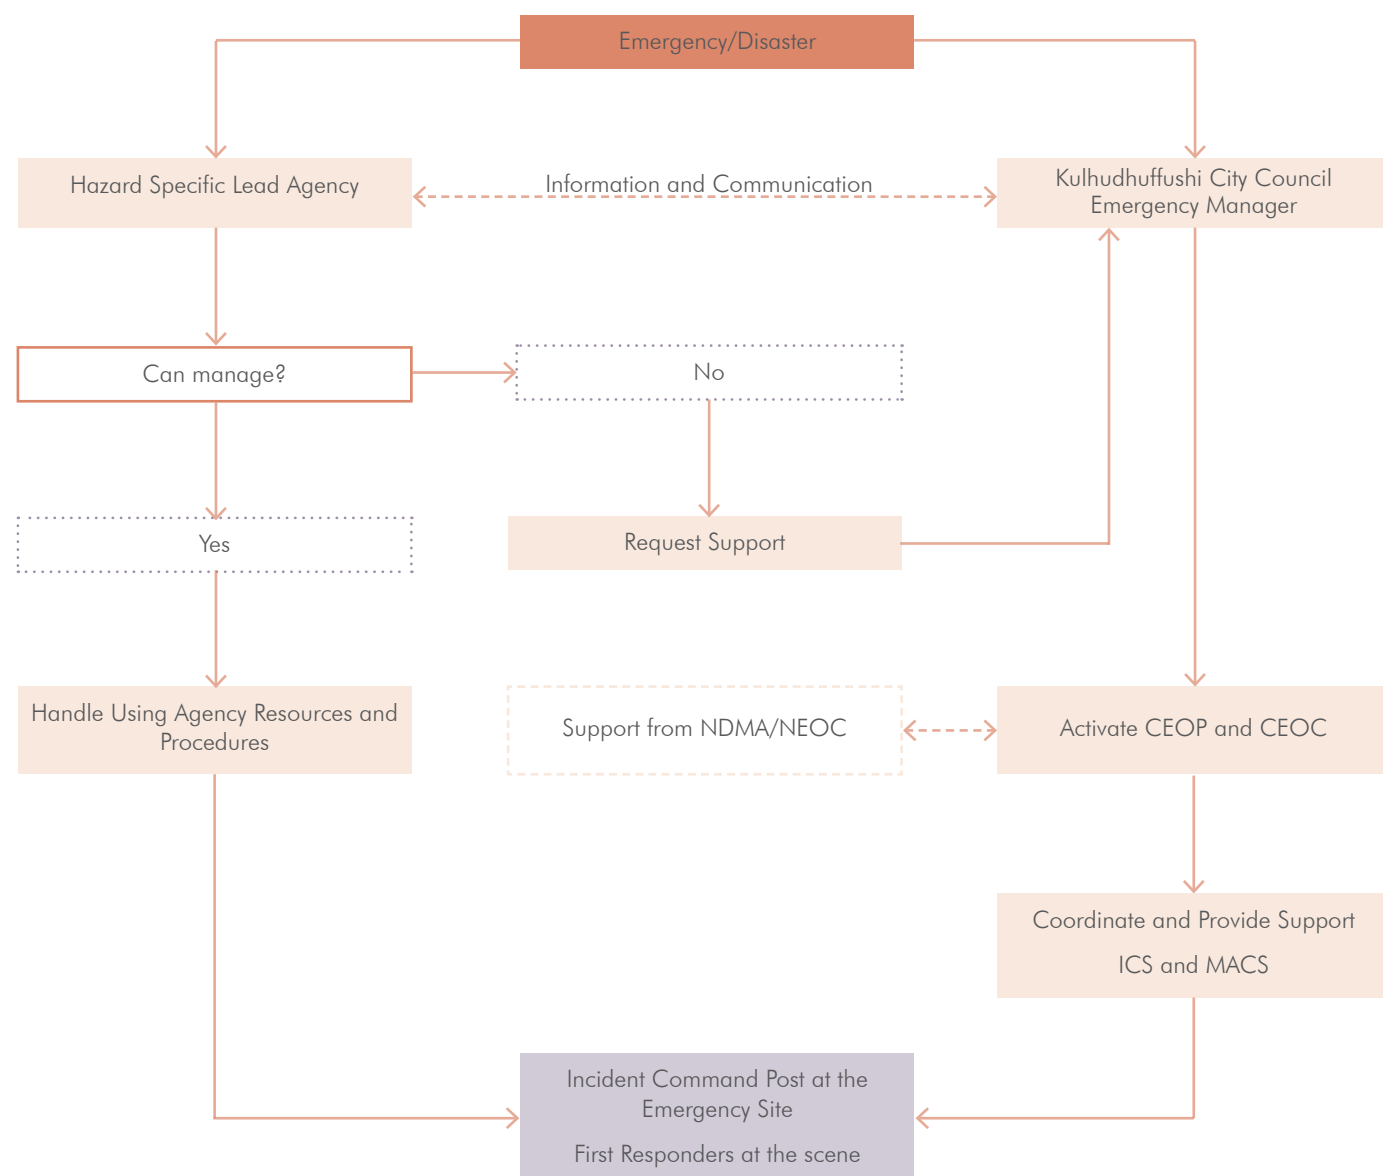 Emergency/Disaster
Hazard Specific Lead Agency
Information and Communication
Kulhudhuffushi City Council
Emergency Manager
Can manage?
No
Yes
Request Support
Handle Using Agency Resources and
Procedures
Support from NDMA/NEOC
Activate CEOP and CEOC
Coordinate and Provide Support
ICS and MACS
Incident Command Post at the
Emergency Site
First Responders at the scene